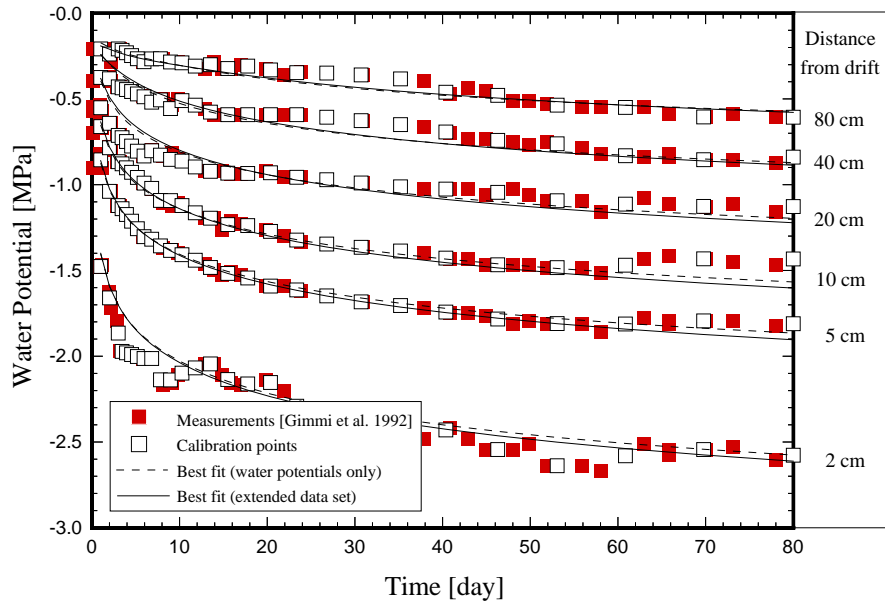 Water Potential [MPa]
-0.0
-0.5
-1.0
-1.5
-2.0
-2.5
-3.0
Distance
from drift
80 cm
40 cm
20 cm
10 cm
5 cm
2 cm
Measurements [Gimmi et al. 1992]
Calibration points
Best fit (water potentials only)
Best fit (extended data set)
0 10 20 30 40 50 60 70 80
Time [day]